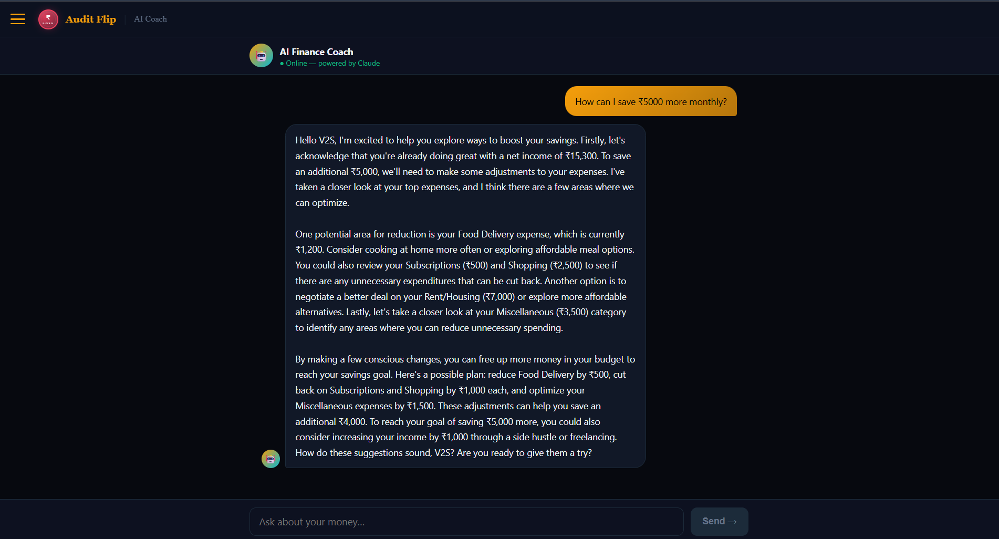 ₹
LOSS
Audit Flip
AI Coach
AI Finance Coach
● Online — powered by Claude
How can I save ₹5000 more monthly?
Hello V2S, I'm excited to help you explore ways to boost your savings. Firstly, let's
acknowledge that you're already doing great with a net income of ₹15,300. To save
an additional ₹5,000, we'll need to make some adjustments to your expenses. I've
taken a closer look at your top expenses, and I think there are a few areas where we
can optimize.
One potential area for reduction is your Food Delivery expense, which is currently
₹1,200. Consider cooking at home more often or exploring affordable meal options.
You could also review your Subscriptions (₹500) and Shopping (₹2,500) to see if
there are any unnecessary expenditures that can be cut back. Another option is to
negotiate a better deal on your Rent/Housing (₹7,000) or explore more affordable
alternatives. Lastly, let's take a closer look at your Miscellaneous (₹3,500) category
to identify any areas where you can reduce unnecessary spending.
By making a few conscious changes, you can free up more money in your budget to
reach your savings goal. Here's a possible plan: reduce Food Delivery by ₹500, cut
back on Subscriptions and Shopping by ₹1,000 each, and optimize your
Miscellaneous expenses by ₹1,500. These adjustments can help you save an
additional ₹4,000. To reach your goal of saving ₹5,000 more, you could also
consider increasing your income by ₹1,000 through a side hustle or freelancing.
How do these suggestions sound, V2S? Are you ready to give them a try?
Ask about your money...
Send →